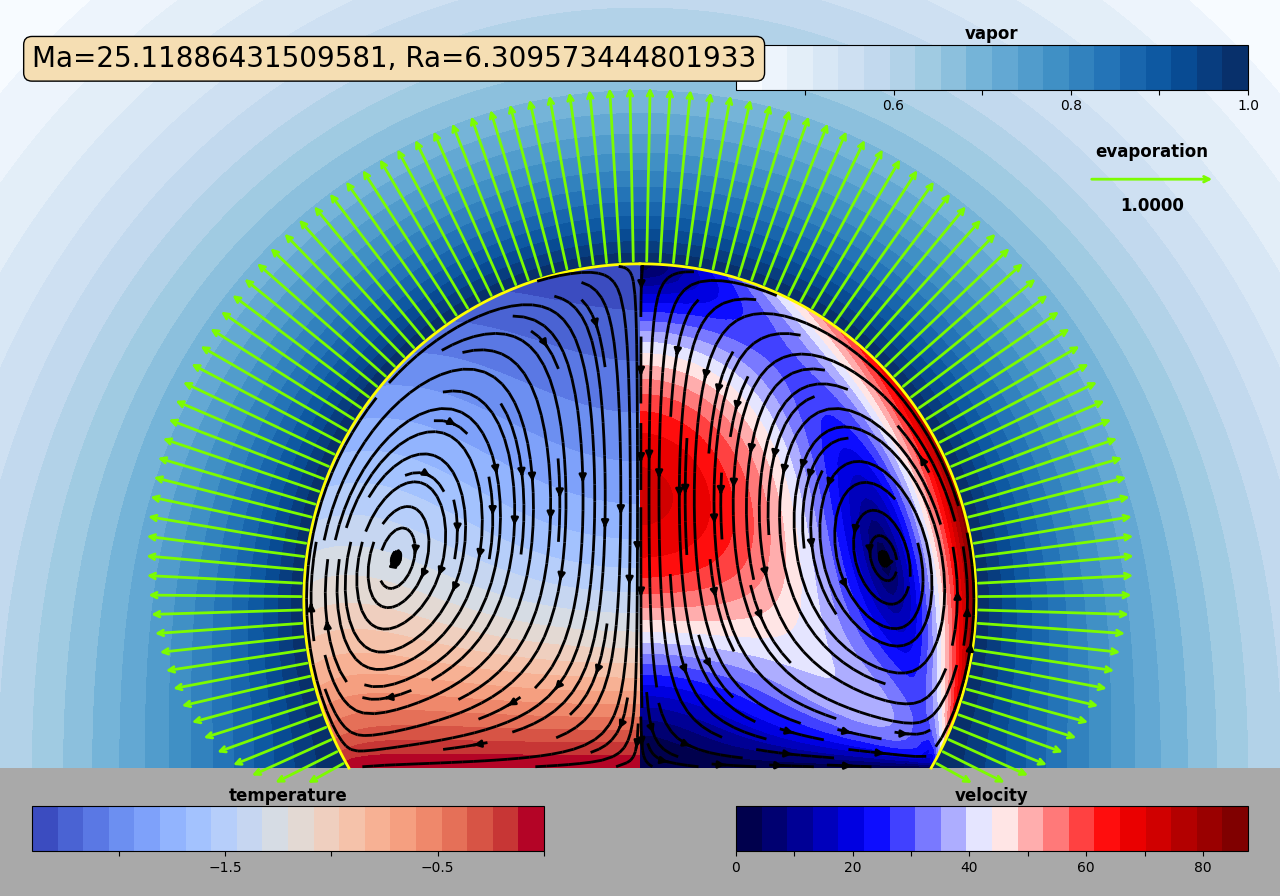 vapor
Ma=25.11886431509581, Ra=6.309573444801933
0.6 0.8 1.0
evaporation
1.0000
temperature
velocity
−1.5 −0.5
0 20 40 60 80